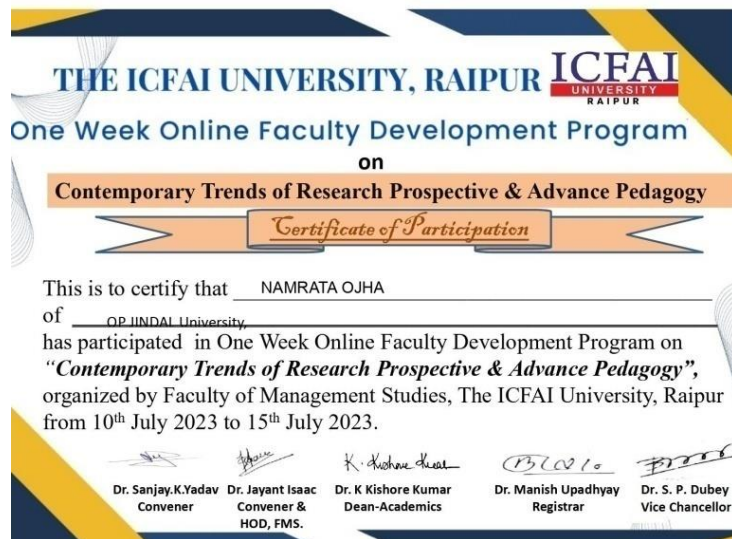 THE ICFAI UNIVERSITY, RAIPUR
ICFAI
UNIVERSITY
RAIPUR
One Week Online Faculty Development Program
on
Contemporary Trends of Research Prospective & Advance Pedagogy
Certificate of Participation
This is to certify that NAMRATA OJHA
of OP JINDAL University,
has participated in One Week Online Faculty Development Program on
“Contemporary Trends of Research Prospective & Advance Pedagogy”,
organized by Faculty of Management Studies, The ICFAI University, Raipur
from 10th July 2023 to 15th July 2023.
K. Kishore Kumar
Dr. Sanjay.K.Yadav Dr. Jayant Isaac Dr. K Kishore Kumar Dr. Manish Upadhyay Dr. S. P. Dubey
Convener Convener & Dean-Academics Registrar Vice Chancellor
HOD, FMS.